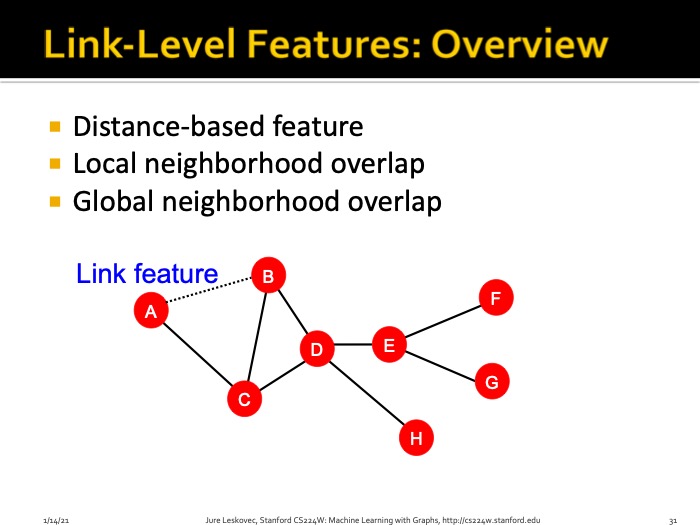 Link-Level Features: Overview
Distance-based feature
Local neighborhood overlap
Global neighborhood overlap
Link feature
B
A
F
D
E
G
C
H
1/14/21
Jure Leskovec, Stanford CS224W: Machine Learning with Graphs, http://cs224w.stanford.edu
31